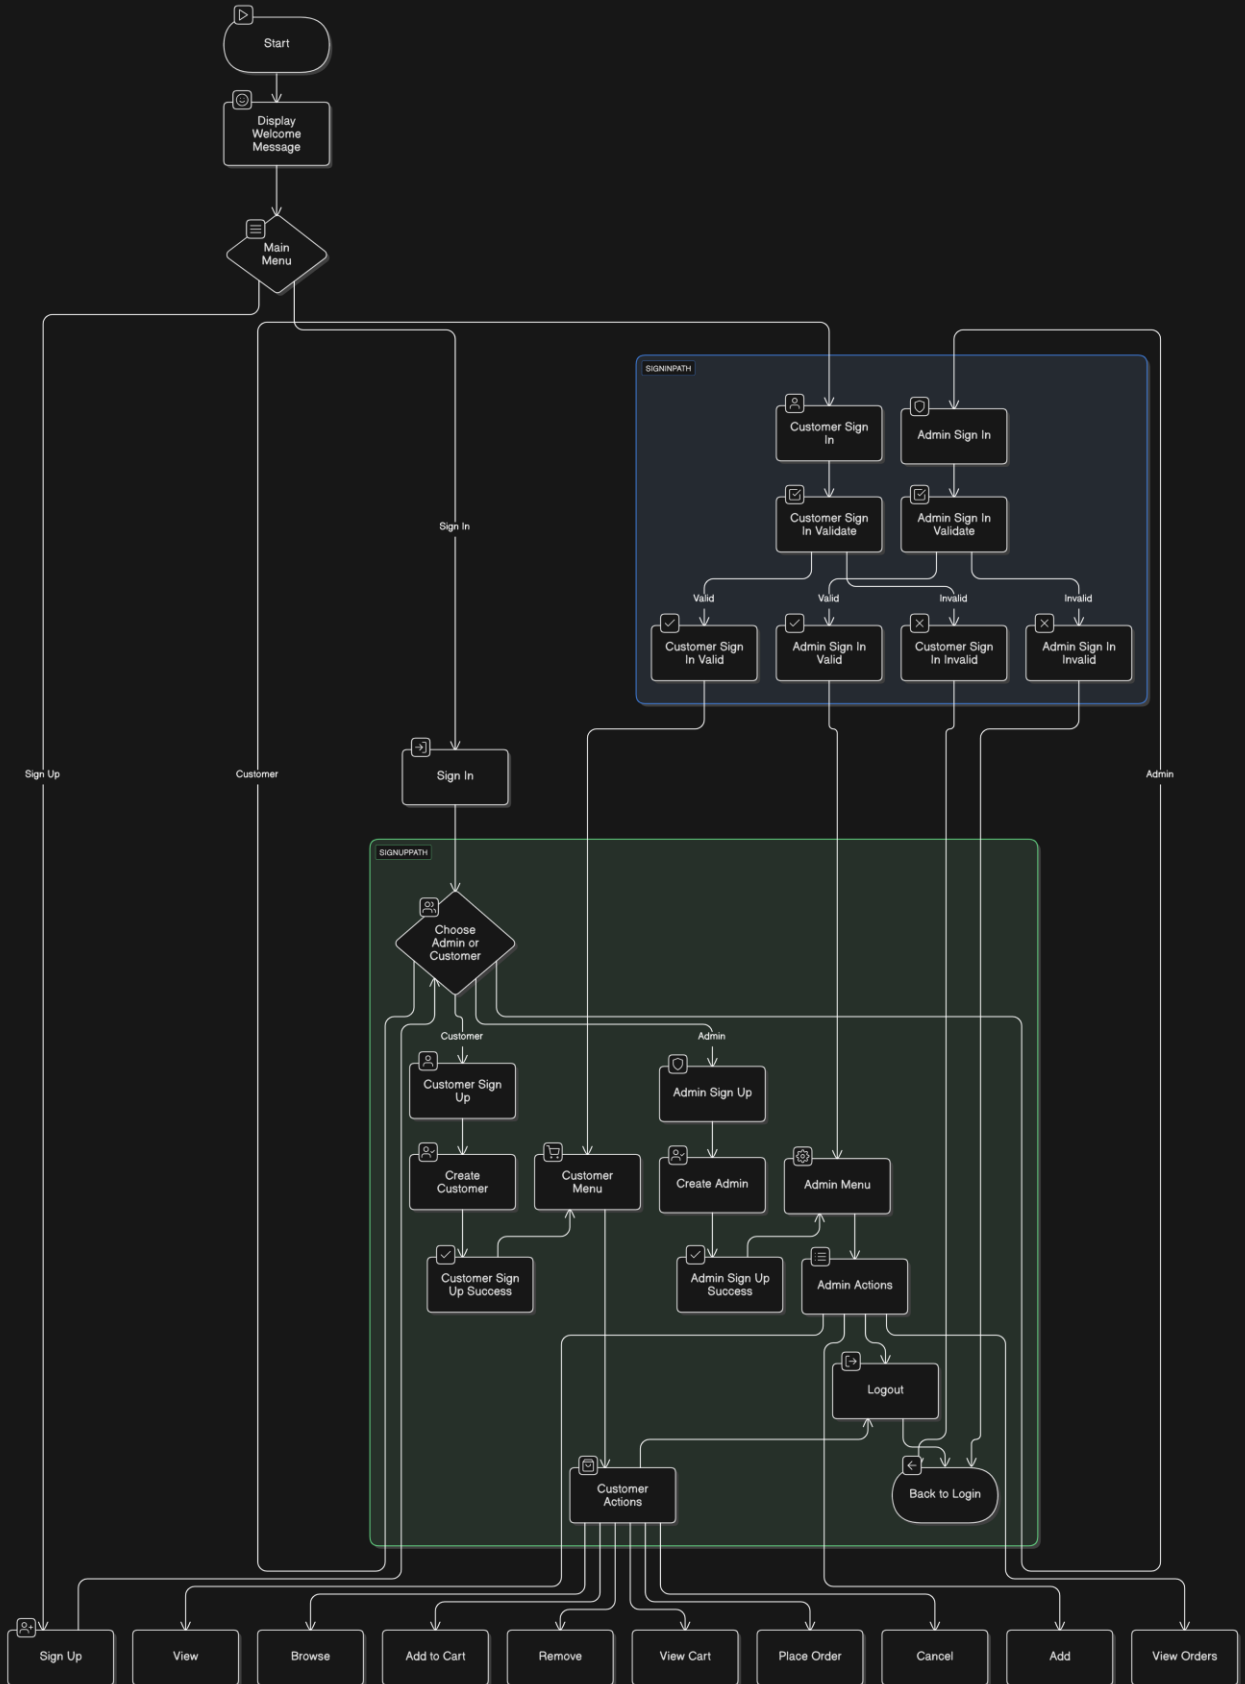 Start
Display
Welcome
Message
Main
Menu
SIGNINPATH
Customer Sign
In
Admin Sign In
Customer Sign
In Validate
Admin Sign In
Validate
Sign In
Valid
Valid
Invalid
Invalid
Customer Sign
In Valid
Admin Sign In
Valid
Customer Sign
In Invalid
Admin Sign In
Invalid
Sign Up
Customer
Sign In
Admin
SIGNUPPATH
Choose
Admin or
Customer
Customer
Admin
Customer Sign
Up
Admin Sign Up
Create
Customer
Customer
Menu
Create Admin
Admin Menu
Customer Sign
Up Success
Admin Sign Up
Success
Admin Actions
Logout
Customer
Actions
Back to Login
Sign Up
View
Browse
Add to Cart
Remove
View Cart
Place Order
Cancel
Add
View Orders